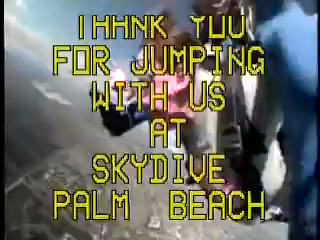 THANK YOU
FOR JUMPING
WITH US
AT
SKYDIVE
PALM BEACH